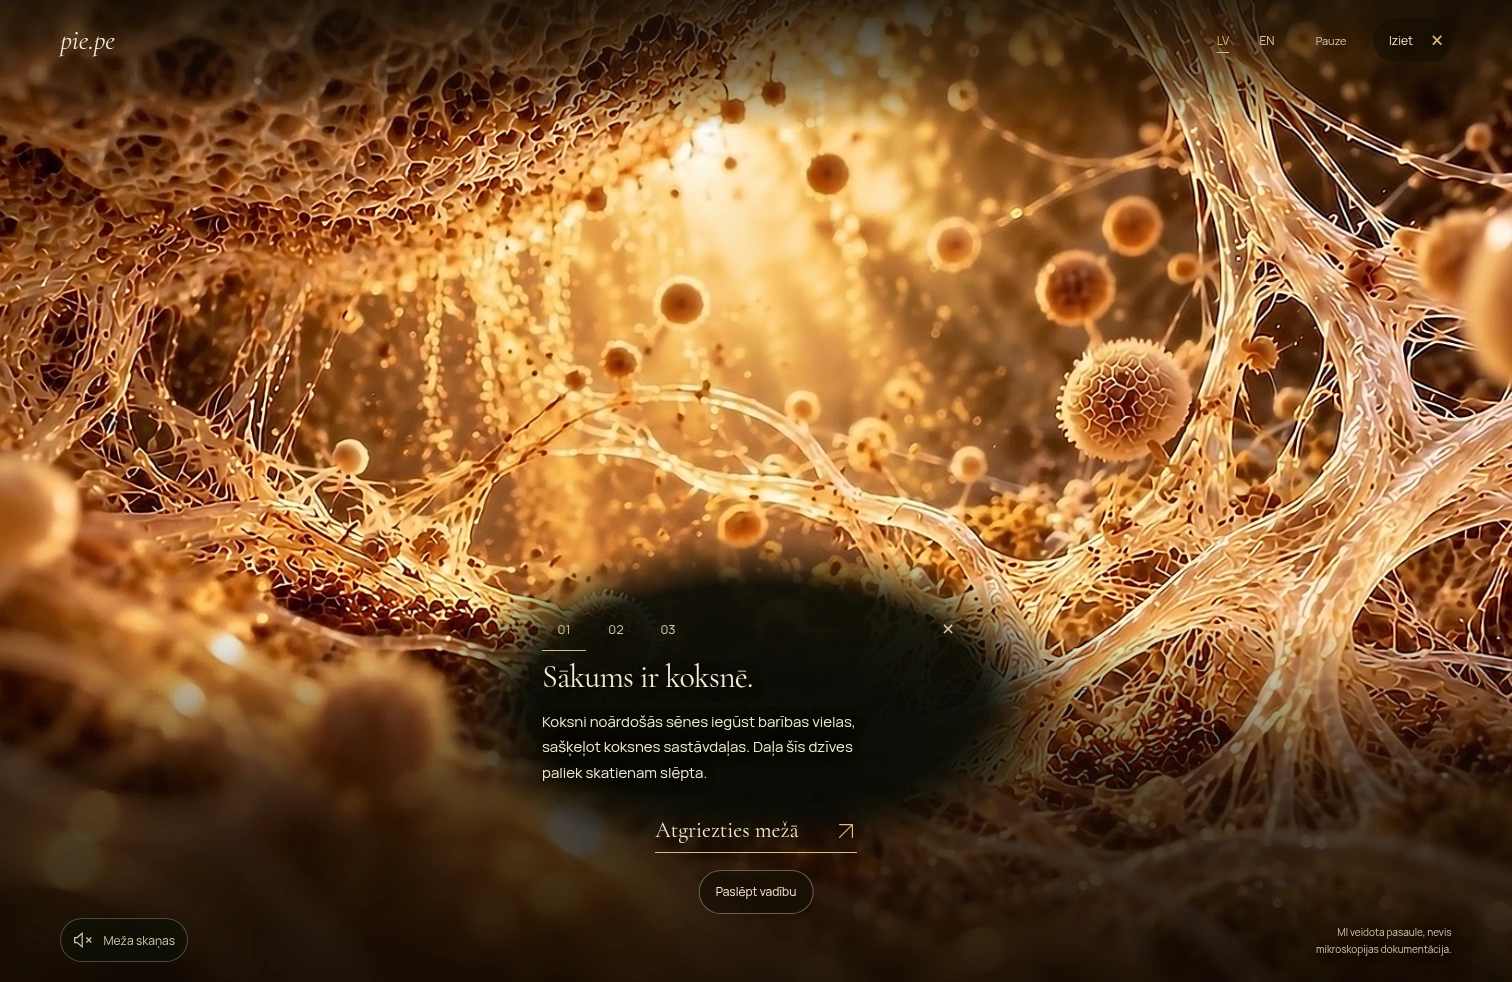 pie.pe
LV EN Pauze Iziet
01 02 03
Sākums ir koksnē.
Koksni noārdošās sēnes iegūst barības vielas,
sašķeļot koksnes sastāvdaļas. Daļa šīs dzīves
paliek skatienam slēpta.
Atgriezties mežā
Paslēpt vadību
Meža skaņas
MI veidota pasaule, nevis
mikroskopijas dokumentācija.